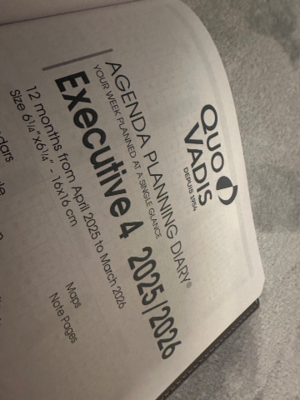 QUO
VADIS
DEPUIS 1954
AGENDA PLANNING DIARY®
YOUR WEEK PLANNED AT A SINGLE GLANCE
Executive 4 2025/2026
12 months from April 2025 to March 2026
Size 6¼"x6¼" - 16x16 cm
Maps
Note Pages